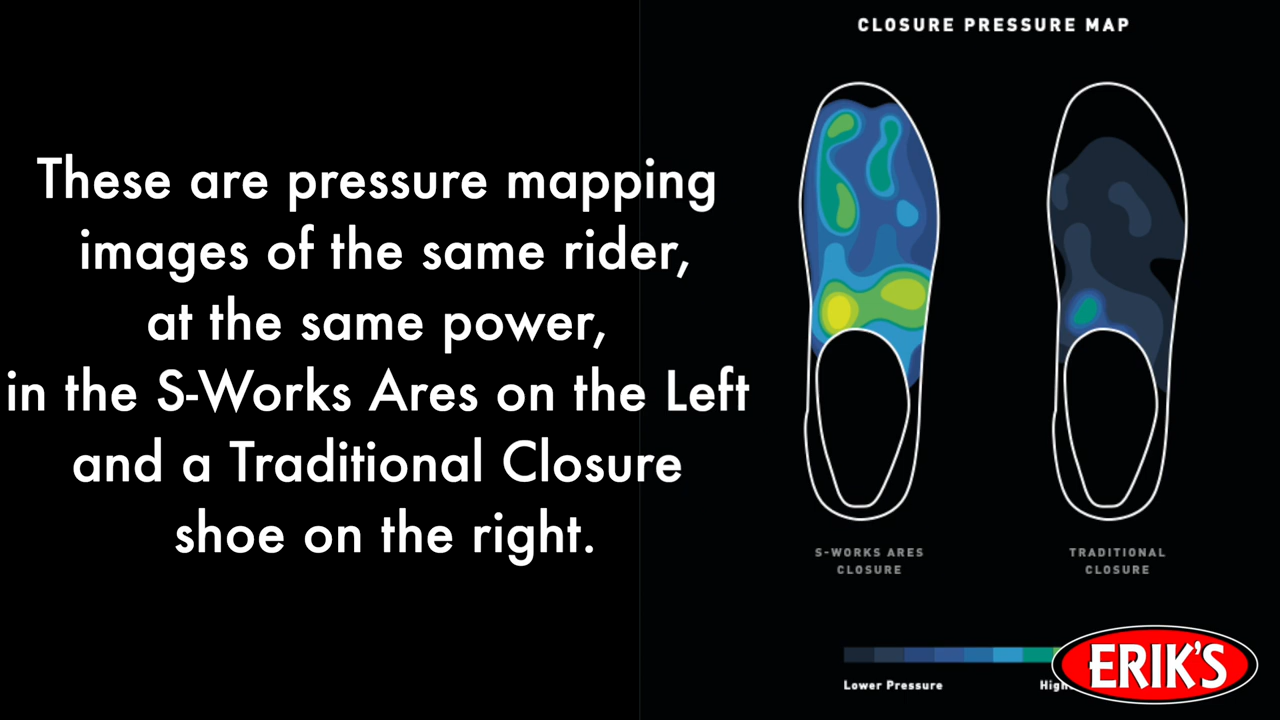 These are pressure mapping
images of the same rider,
at the same power,
in the S-Works Ares on the Left
and a Traditional Closure
shoe on the right.
CLOSURE PRESSURE MAP
S-WORKS ARES
CLOSURE
TRADITIONAL
CLOSURE
Lower Pressure
ERIK'S